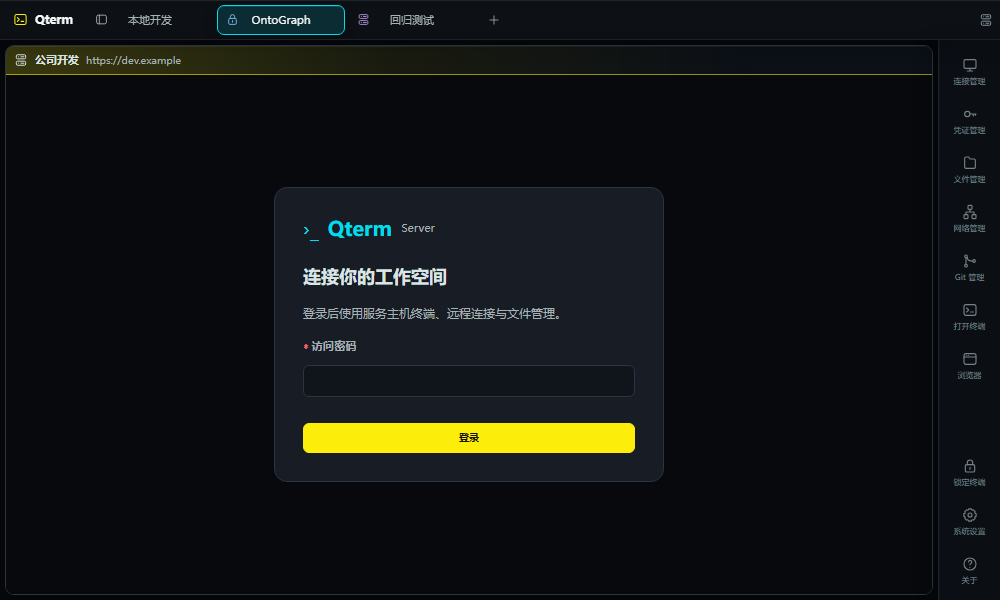 Qterm
本地开发
OntoGraph
回归测试
公司开发 https://dev.example
Qterm Server
连接你的工作空间
登录后使用服务主机终端、远程连接与文件管理。
* 访问密码
登录
连接管理
凭证管理
文件管理
网络管理
Git 管理
打开终端
浏览器
锁定终端
系统设置
关于